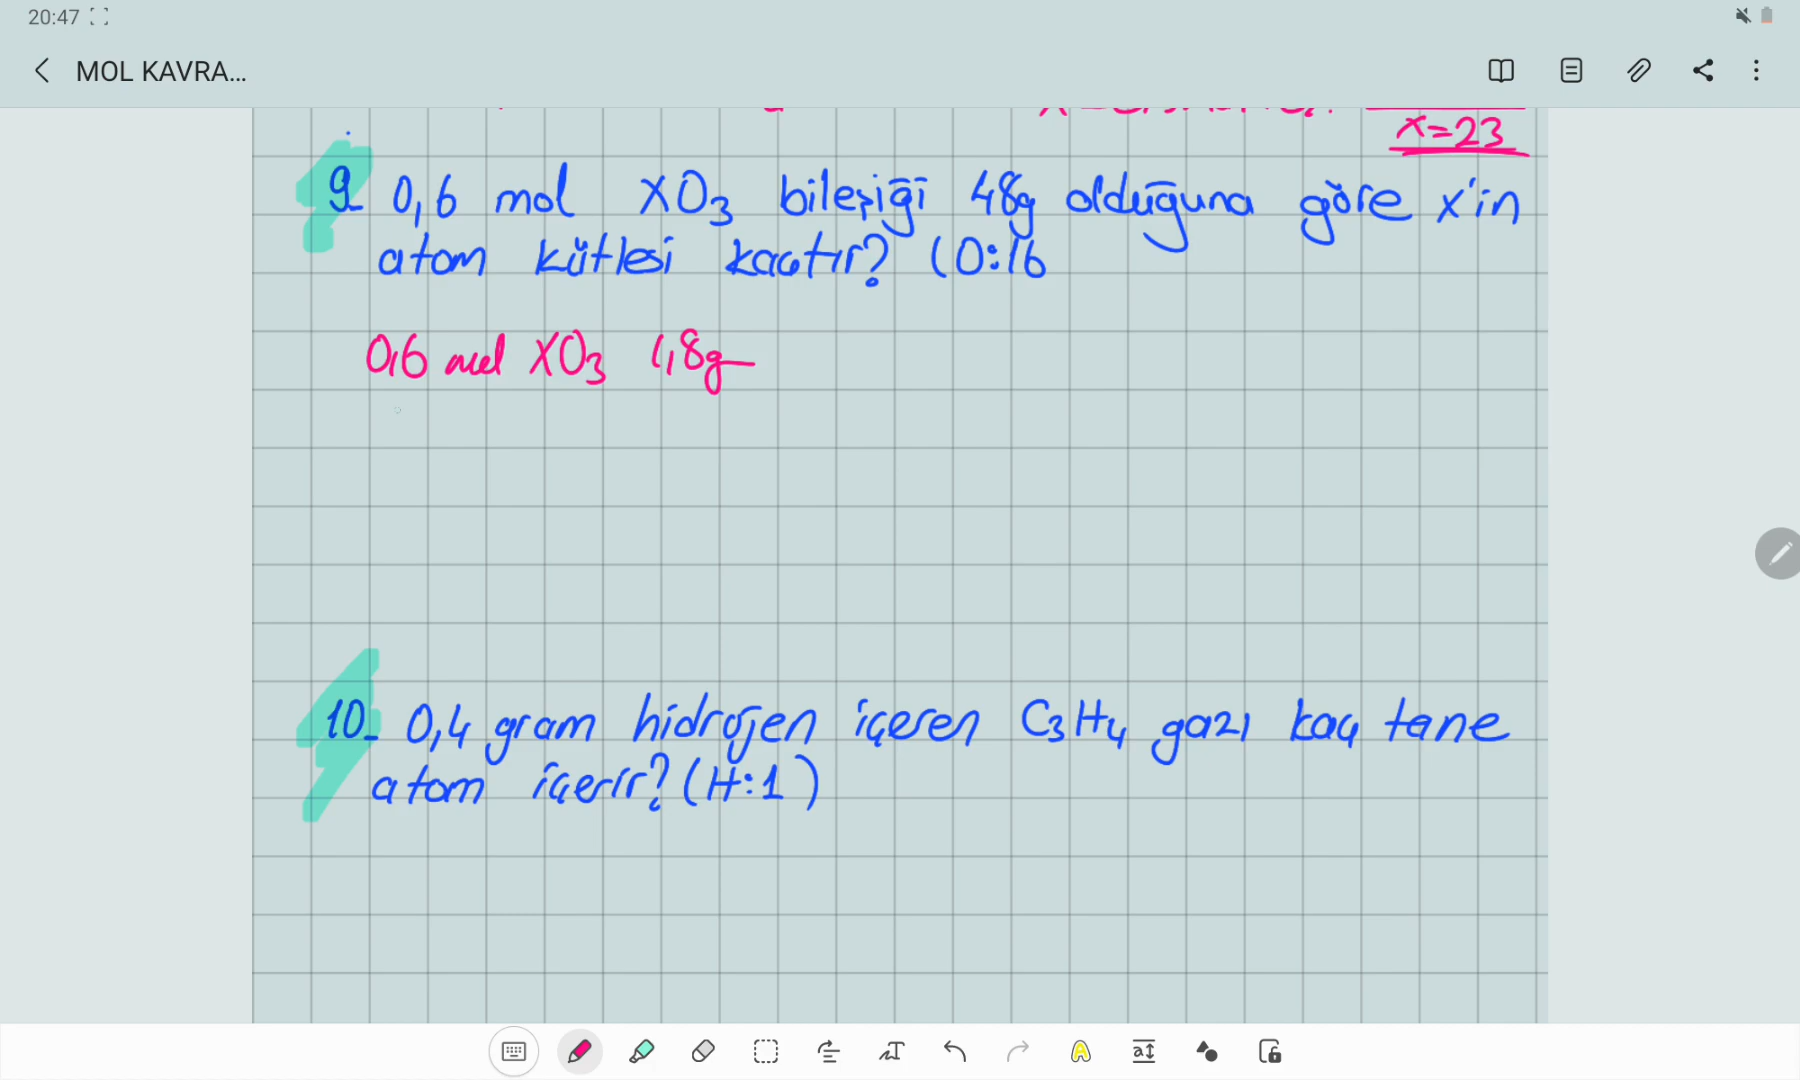 20:47
MOL KAVRA...
x=23
9- 0,6 mol XO3 bileşiği 48g olduğuna göre x'in
atom kütlesi kaçtır? (O:16
0,6 mol XO3 48g
10- 0,4 gram hidrojen içeren C3H4 gazı kaç tane
atom içerir? (H:1)